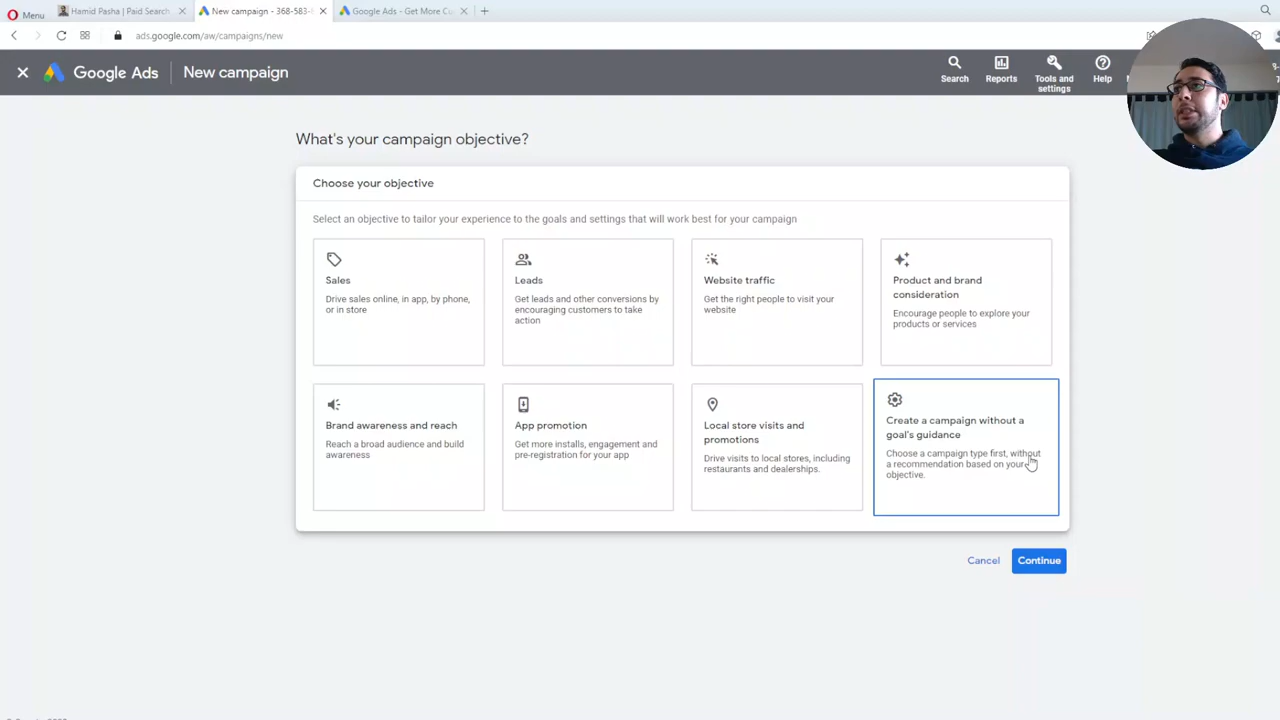 Menu
Hamid Pasha | Paid Search
New campaign - 368-583-
Google Ads - Get More Cu
ads.google.com/aw/campaigns/new
Google Ads
New campaign
Search
Reports
Tools and
settings
Help
What's your campaign objective?
Choose your objective
Select an objective to tailor your experience to the goals and settings that will work best for your campaign
Sales
Drive sales online, in app, by phone,
or in store
Leads
Get leads and other conversions by
encouraging customers to take
action
Website traffic
Get the right people to visit your
website
Product and brand
consideration
Encourage people to explore your
products or services
Brand awareness and reach
Reach a broad audience and build
awareness
App promotion
Get more installs, engagement and
pre-registration for your app
Local store visits and
promotions
Drive visits to local stores, including
restaurants and dealerships.
Create a campaign without a
goal's guidance
Choose a campaign type first, without
a recommendation based on your
objective.
Cancel
Continue